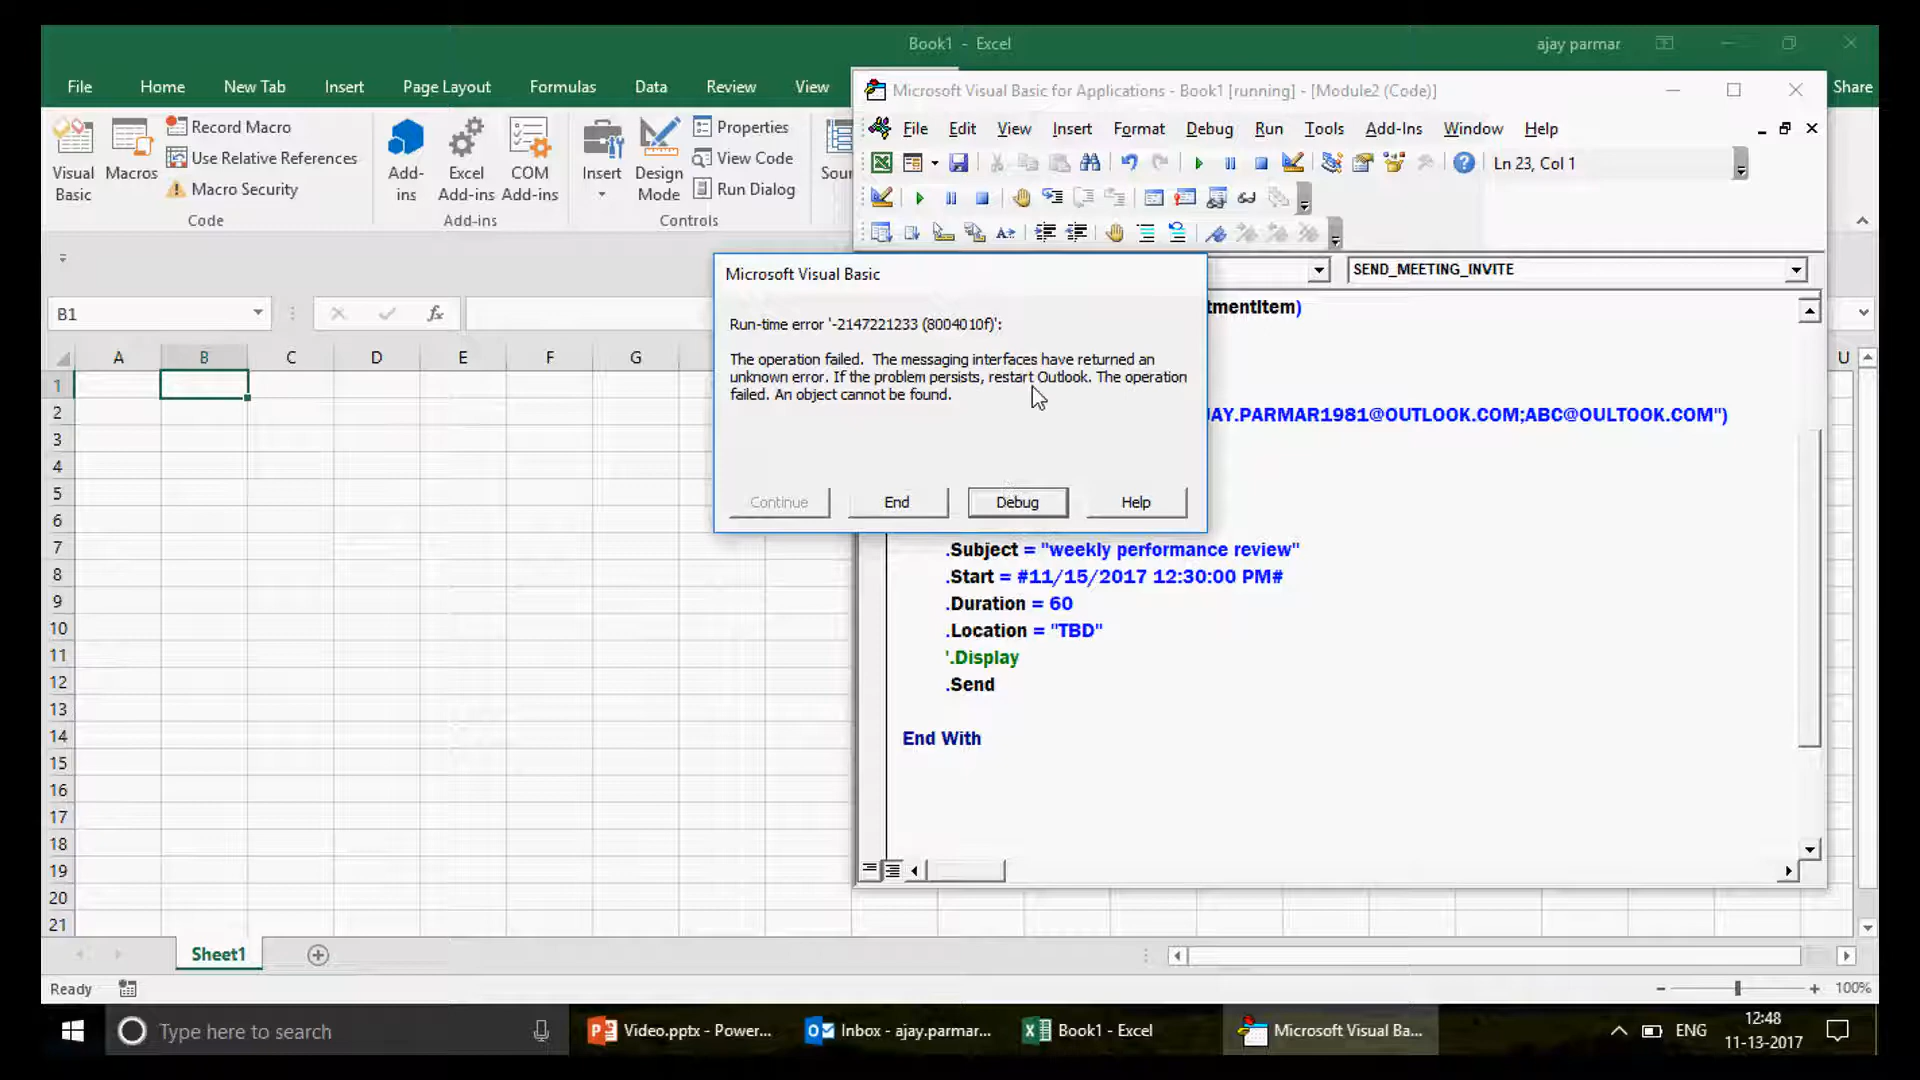 Book1 - Excel
ajay parmar
File Home New Tab Insert Page Layout Formulas Data Review View
Share
Microsoft Visual Basic for Applications - Book1 [running] - [Module2 (Code)]
File Edit View Insert Format Debug Run Tools Add-Ins Window Help
Ln 23, Col 1
Visual Basic
Macros
Record Macro
Use Relative References
Macro Security
Code
Add-ins
Excel Add-ins
COM Add-ins
Add-ins
Insert
Design Mode
Properties
View Code
Run Dialog
Controls
B1
fx
SEND_MEETING_INVITE
A B C D E F G U
1
2
3
4
5
6
7
8
9
10
11
12
13
14
15
16
17
18
19
20
21
Microsoft Visual Basic
Run-time error '-2147221233 (8004010f)':
The operation failed. The messaging interfaces have returned an
unknown error. If the problem persists, restart Outlook. The operation
failed. An object cannot be found.
Continue End Debug Help
tmentItem)
JAY.PARMAR1981@OUTLOOK.COM;ABC@OULTOOK.COM")
.Subject = "weekly performance review"
.Start = #11/15/2017 12:30:00 PM#
.Duration = 60
.Location = "TBD"
'.Display
.Send
End With
Sheet1
Ready
100%
Type here to search
Video.pptx - Power...
Inbox - ajay.parmar...
Book1 - Excel
Microsoft Visual Ba...
ENG
12:48
11-13-2017